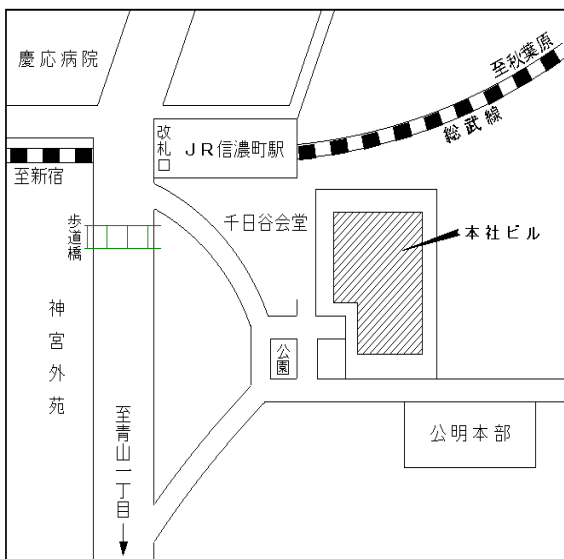 慶応病院
至秋葉原
総武線
改札口
JR信濃町駅
至新宿
歩道橋
千日谷会堂
本社ビル
神宮外苑
公園
至青山一丁目
公明本部